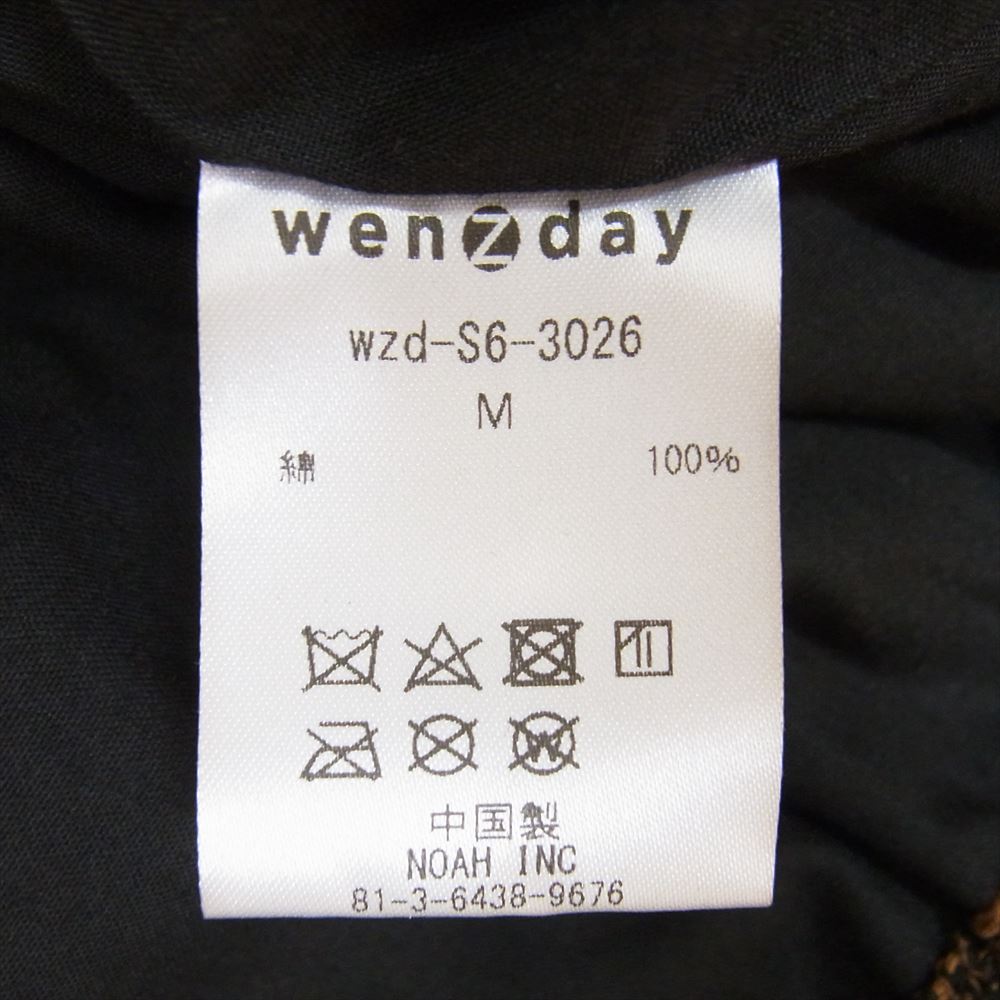 wenzday
wzd-S6-3026
M
綿 100%
中国製
NOAH INC
81-3-6438-9676